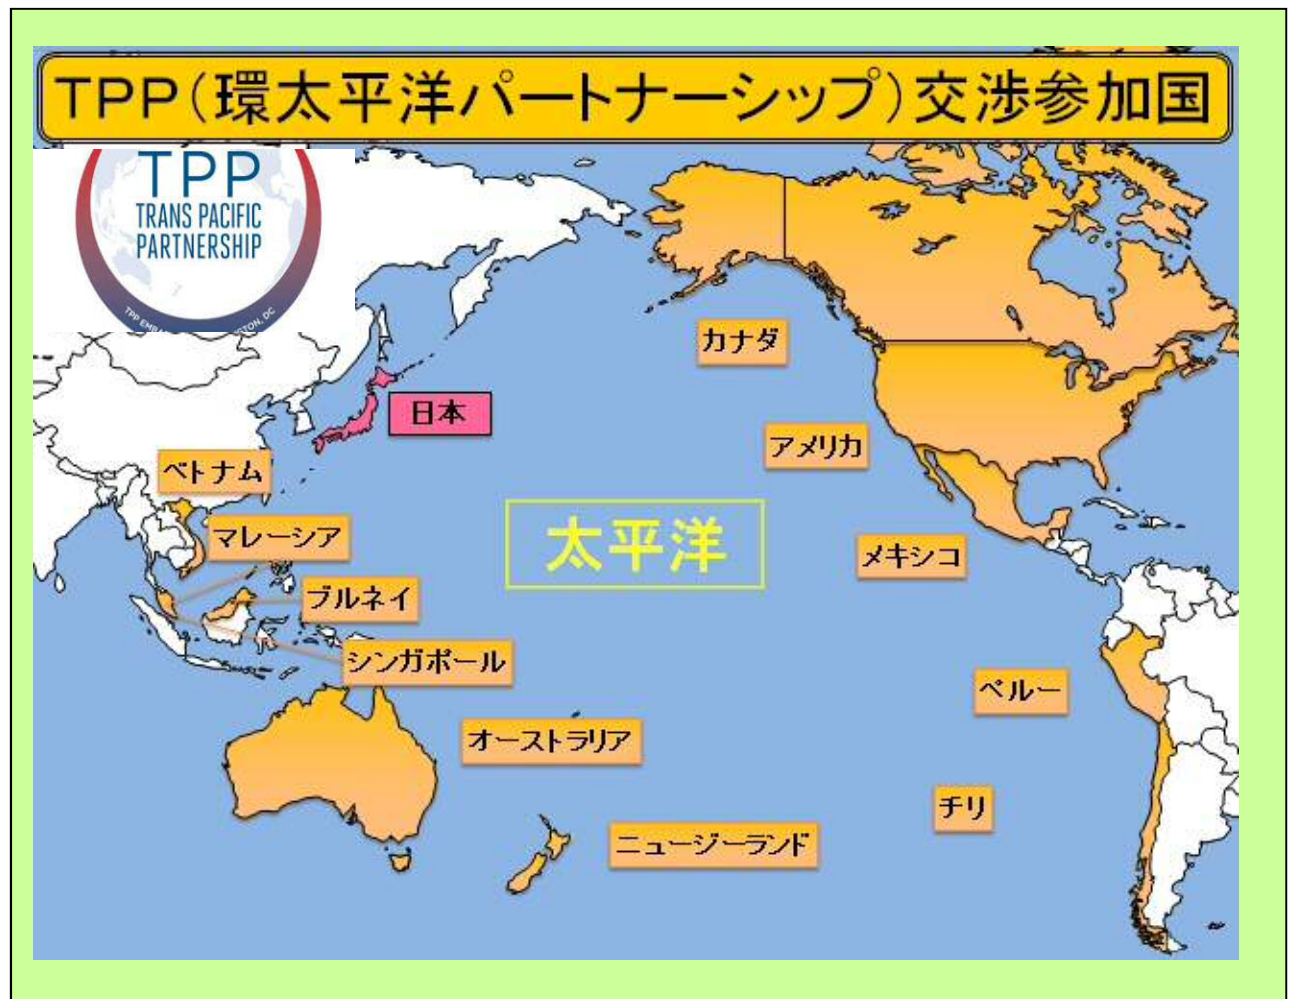 TPP(環太平洋パートナーシップ)交渉参加国
TPP
TRANS PACIFIC
PARTNERSHIP
カナダ
日本
アメリカ
ベトナム
マレーシア
太平洋
メキシコ
ブルネイ
シンガポール
ペルー
オーストラリア
チリ
ニュージーランド